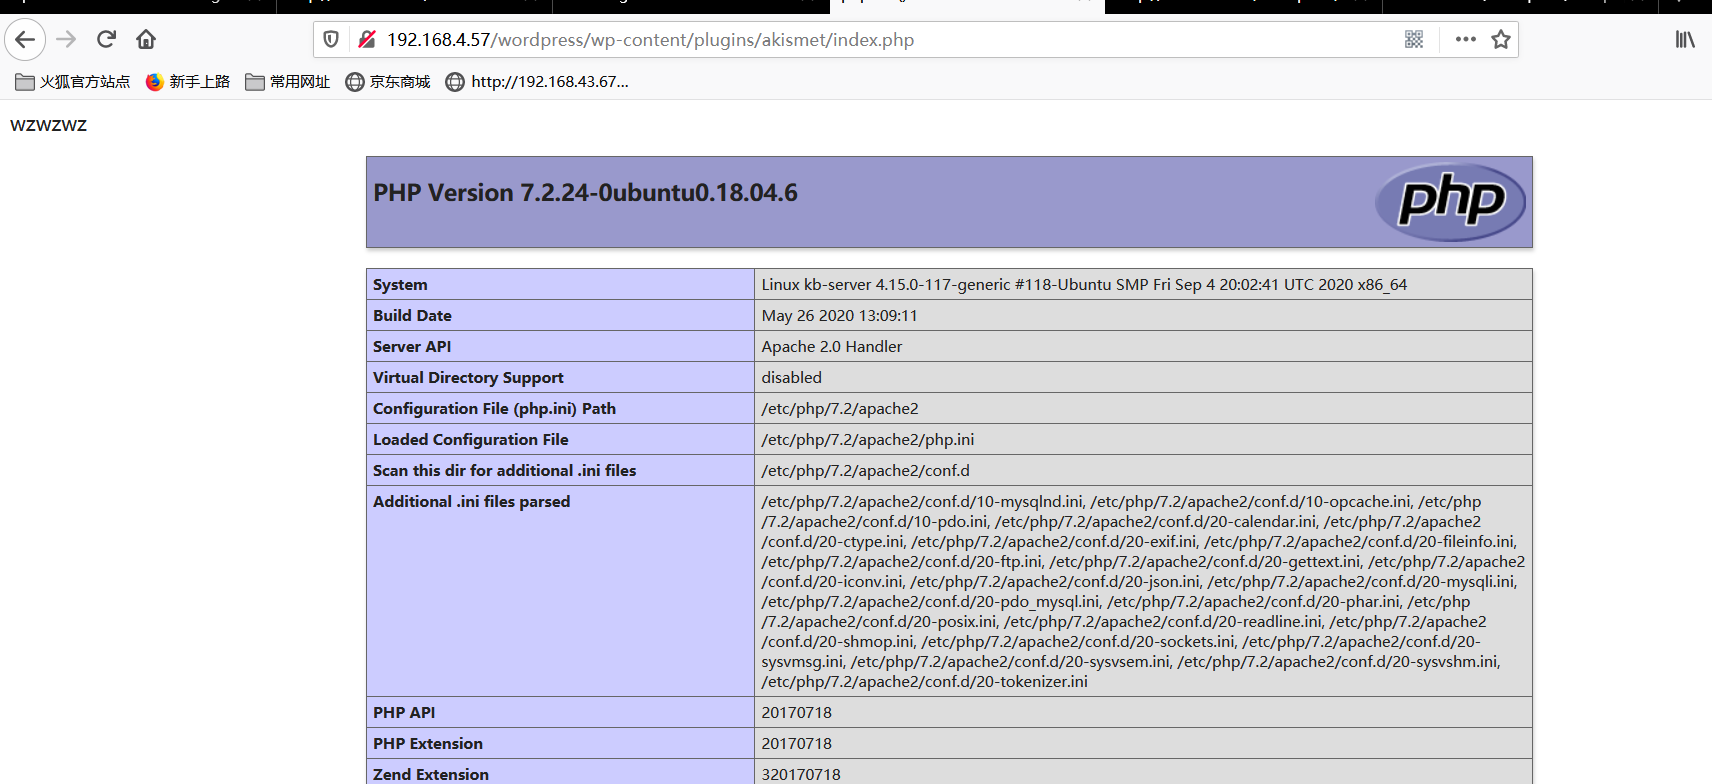 192.168.4.57/wordpress/wp-content/plugins/akismet/index.php
火狐官方站点 新手上路 常用网址 京东商城 http://192.168.43.67...
wzwzwz
PHP Version 7.2.24-0ubuntu0.18.04.6
php
System Linux kb-server 4.15.0-117-generic #118-Ubuntu SMP Fri Sep 4 20:02:41 UTC 2020 x86_64
Build Date May 26 2020 13:09:11
Server API Apache 2.0 Handler
Virtual Directory Support disabled
Configuration File (php.ini) Path /etc/php/7.2/apache2
Loaded Configuration File /etc/php/7.2/apache2/php.ini
Scan this dir for additional .ini files /etc/php/7.2/apache2/conf.d
Additional .ini files parsed /etc/php/7.2/apache2/conf.d/10-mysqlnd.ini, /etc/php/7.2/apache2/conf.d/10-opcache.ini, /etc/php
/7.2/apache2/conf.d/10-pdo.ini, /etc/php/7.2/apache2/conf.d/20-calendar.ini, /etc/php/7.2/apache2
/conf.d/20-ctype.ini, /etc/php/7.2/apache2/conf.d/20-exif.ini, /etc/php/7.2/apache2/conf.d/20-fileinfo.ini,
/etc/php/7.2/apache2/conf.d/20-ftp.ini, /etc/php/7.2/apache2/conf.d/20-gettext.ini, /etc/php/7.2/apache2
/conf.d/20-iconv.ini, /etc/php/7.2/apache2/conf.d/20-json.ini, /etc/php/7.2/apache2/conf.d/20-mysqli.ini,
/etc/php/7.2/apache2/conf.d/20-pdo_mysql.ini, /etc/php/7.2/apache2/conf.d/20-phar.ini, /etc/php
/7.2/apache2/conf.d/20-posix.ini, /etc/php/7.2/apache2/conf.d/20-readline.ini, /etc/php/7.2/apache2
/conf.d/20-shmop.ini, /etc/php/7.2/apache2/conf.d/20-sockets.ini, /etc/php/7.2/apache2/conf.d/20-
sysvmsg.ini, /etc/php/7.2/apache2/conf.d/20-sysvsem.ini, /etc/php/7.2/apache2/conf.d/20-sysvshm.ini,
/etc/php/7.2/apache2/conf.d/20-tokenizer.ini
PHP API 20170718
PHP Extension 20170718
Zend Extension 320170718